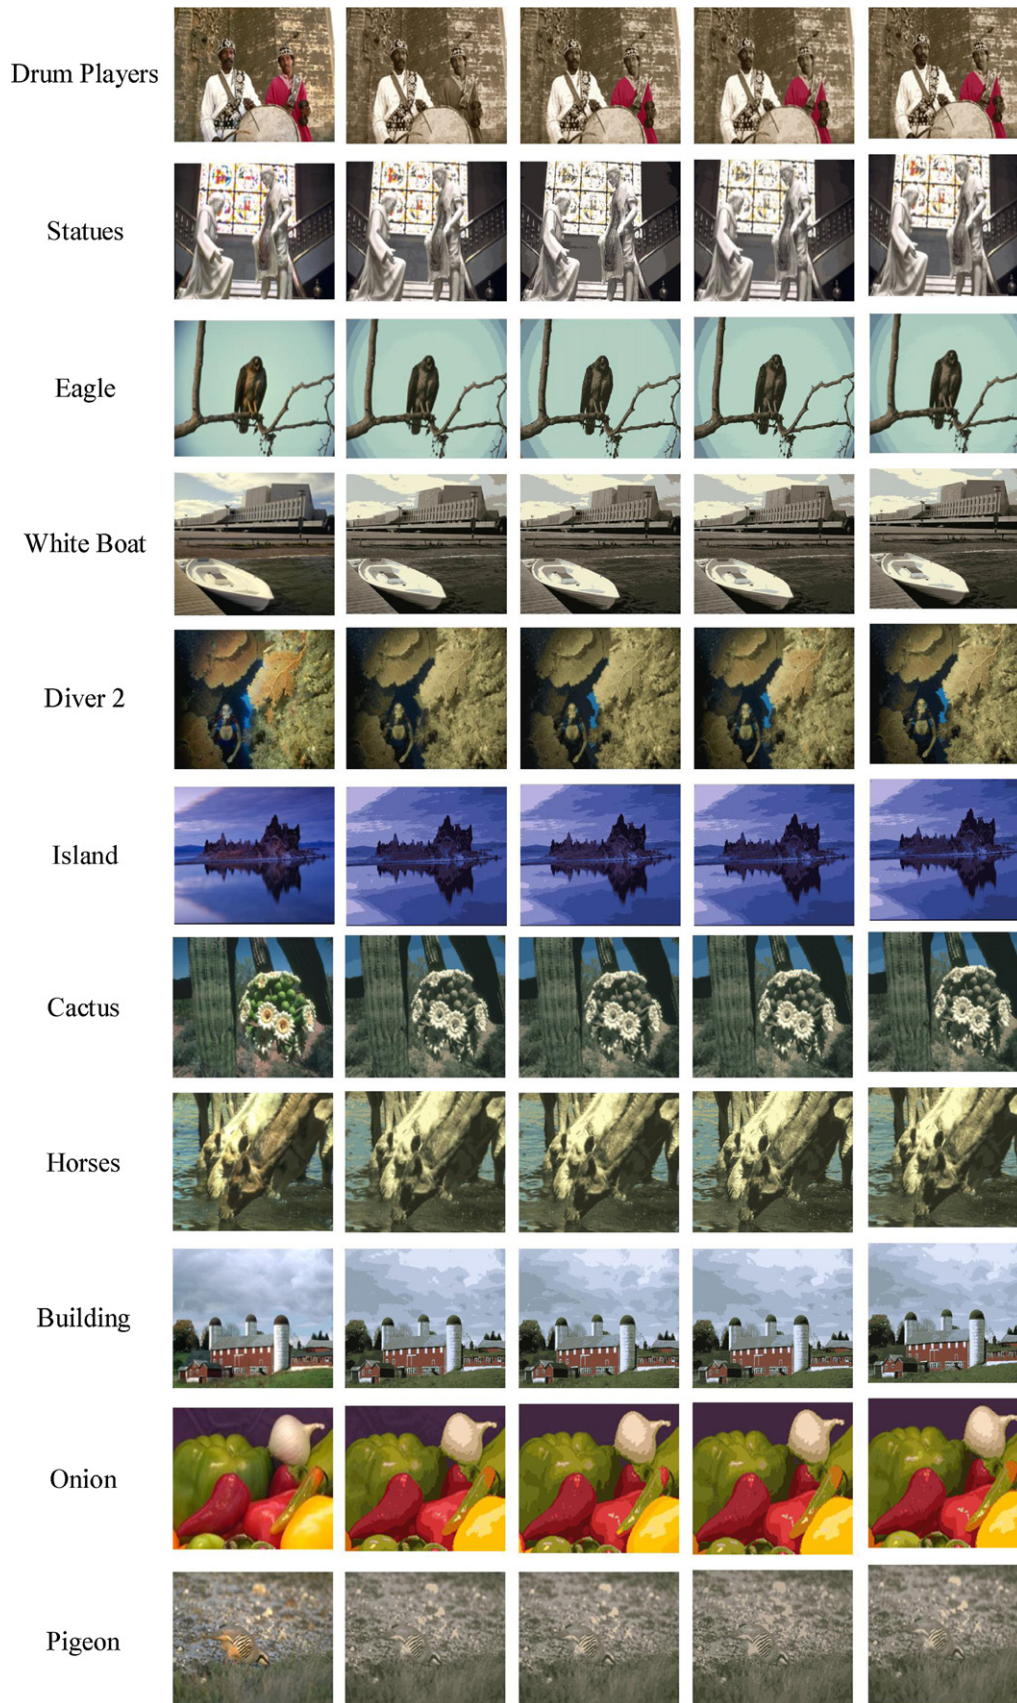 Drum Players
Statues
Eagle
White Boat
Diver 2
Island
Cactus
Horses
Building
Onion
Pigeon